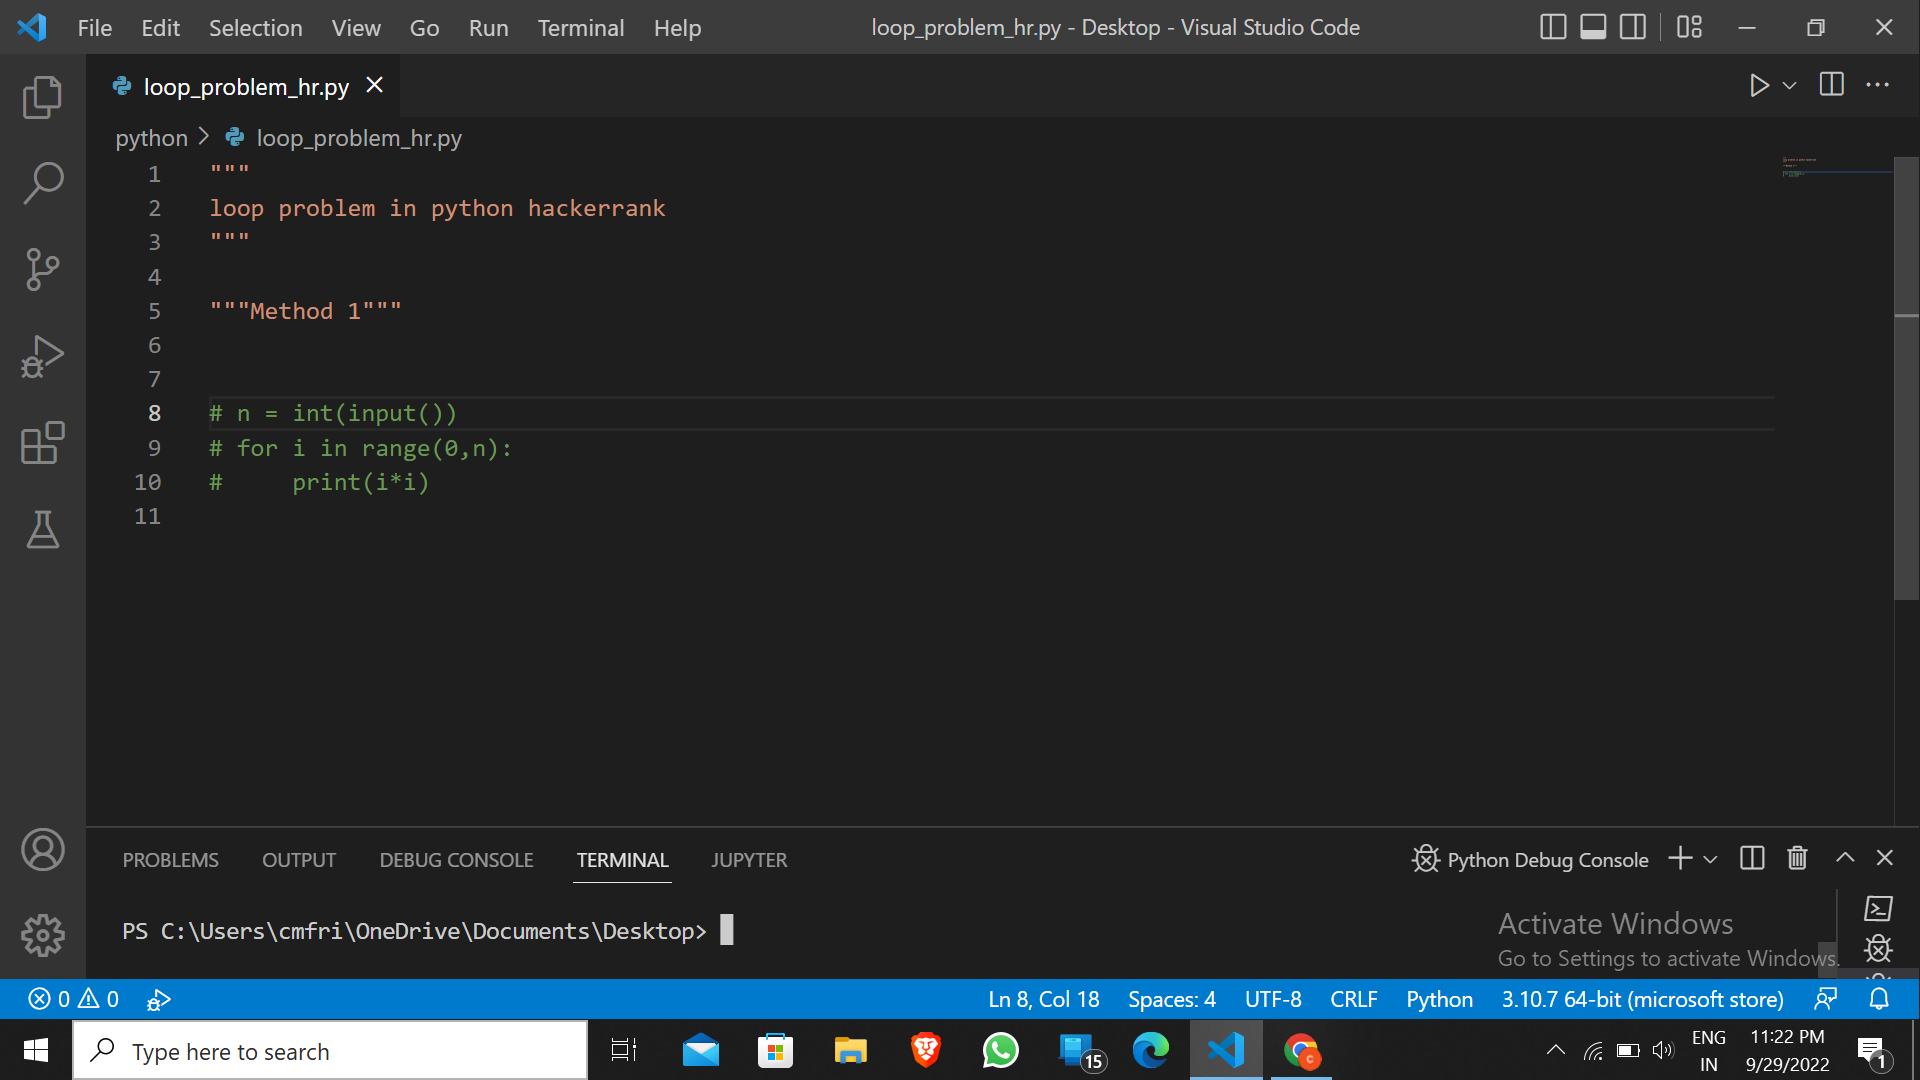 File Edit Selection View Go Run Terminal Help loop_problem_hr.py - Desktop - Visual Studio Code
loop_problem_hr.py
python > loop_problem_hr.py
1 """
2 loop problem in python hackerrank
3 """
4
5 """Method 1"""
6
7
8 # n = int(input())
9 # for i in range(0,n):
10 #     print(i*i)
11
PROBLEMS OUTPUT DEBUG CONSOLE TERMINAL JUPYTER Python Debug Console
PS C:\Users\cmfri\OneDrive\Documents\Desktop>
Activate Windows
Go to Settings to activate Windows.
0 0 Ln 8, Col 18 Spaces: 4 UTF-8 CRLF Python 3.10.7 64-bit (microsoft store)
Type here to search 15 C ENG 11:22 PM 1
IN 9/29/2022